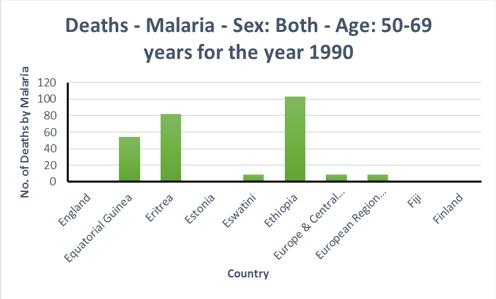 Deaths - Malaria - Sex: Both - Age: 50-69
years for the year 1990
No. of Deaths by Malaria
120
100
80
60
40
20
0
England
Equatorial Guinea
Eritrea
Estonia
Eswatini
Ethiopia
Europe & Central...
European Region...
Fiji
Finland
Country